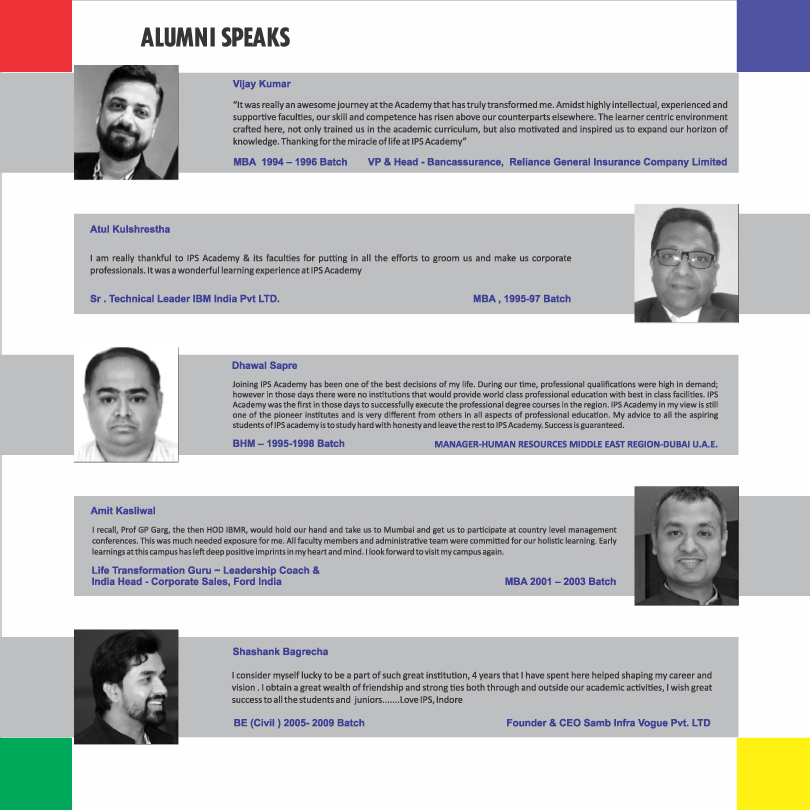 ALUMNI SPEAKS
Vijay Kumar
“It was really an awesome journey at the Academy that has truly transformed me. Amidst highly intellectual, experienced and
supportive faculties, our skill and competence has risen above our counterparts elsewhere. The learner centric environment
crafted here, not only trained us in the academic curriculum, but also motivated and inspired us to expand our horizon of
knowledge. Thanking for the miracle of life at IPS Academy”
MBA 1994 – 1996 Batch VP & Head - Bancassurance, Reliance General Insurance Company Limited
Atul Kulshrestha
I am really thankful to IPS Academy & its faculties for putting in all the efforts to groom us and make us corporate
professionals. It was a wonderful learning experience at IPS Academy
Sr . Technical Leader IBM India Pvt LTD. MBA , 1995-97 Batch
Dhawal Sapre
Joining IPS Academy has been one of the best decisions of my life. During our time, professional qualifications were high in demand;
however in those days there were no institutions that would provide world class professional education with best in class facilities. IPS
Academy was the first in those days to successfully execute the professional degree courses in the region. IPS Academy in my view is still
one of the pioneer institutes and is very different from others in all aspects of professional education. My advice to all the aspiring
students of IPS academy is to study hard with honesty and leave the rest to IPS Academy. Success is guaranteed.
BHM – 1995-1998 Batch MANAGER-HUMAN RESOURCES MIDDLE EAST REGION-DUBAI U.A.E.
Amit Kasliwal
I recall, Prof GP Garg, the then HOD IBMR, would hold our hand and take us to Mumbai and get us to participate at country level management
conferences. This was much needed exposure for me. All faculty members and administrative team were committed for our holistic learning. Early
learnings at this campus has left deep positive imprints in my heart and mind. I look forward to visit my campus again.
Life Transformation Guru ~ Leadership Coach &
India Head - Corporate Sales, Ford India MBA 2001 – 2003 Batch
Shashank Bagrecha
I consider myself lucky to be a part of such great institution, 4 years that I have spent here helped shaping my career and
vision . I obtain a great wealth of friendship and strong ties both through and outside our academic activities, I wish great
success to all the students and juniors.......Love IPS, Indore
BE (Civil ) 2005- 2009 Batch Founder & CEO Samb Infra Vogue Pvt. LTD